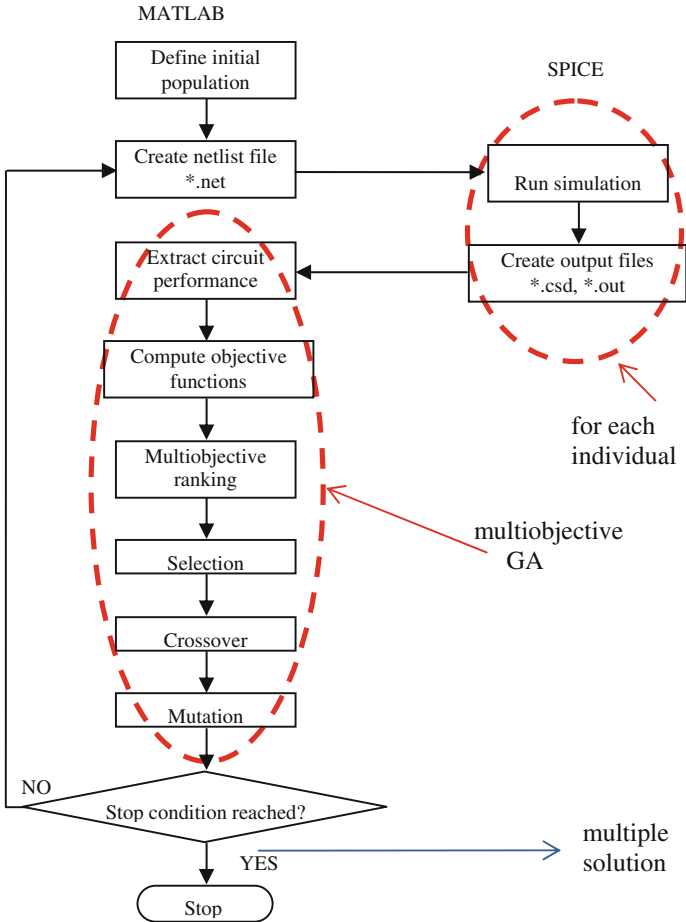 MATLAB
Define initial
population
SPICE
Create netlist file
*.net
Run simulation
Extract circuit
performance
Create output files
*.csd, *.out
Compute objective
functions
for each
individual
Multiobjective
ranking
multiobjective
GA
Selection
Crossover
Mutation
NO
Stop condition reached?
YES
multiple
solution
Stop